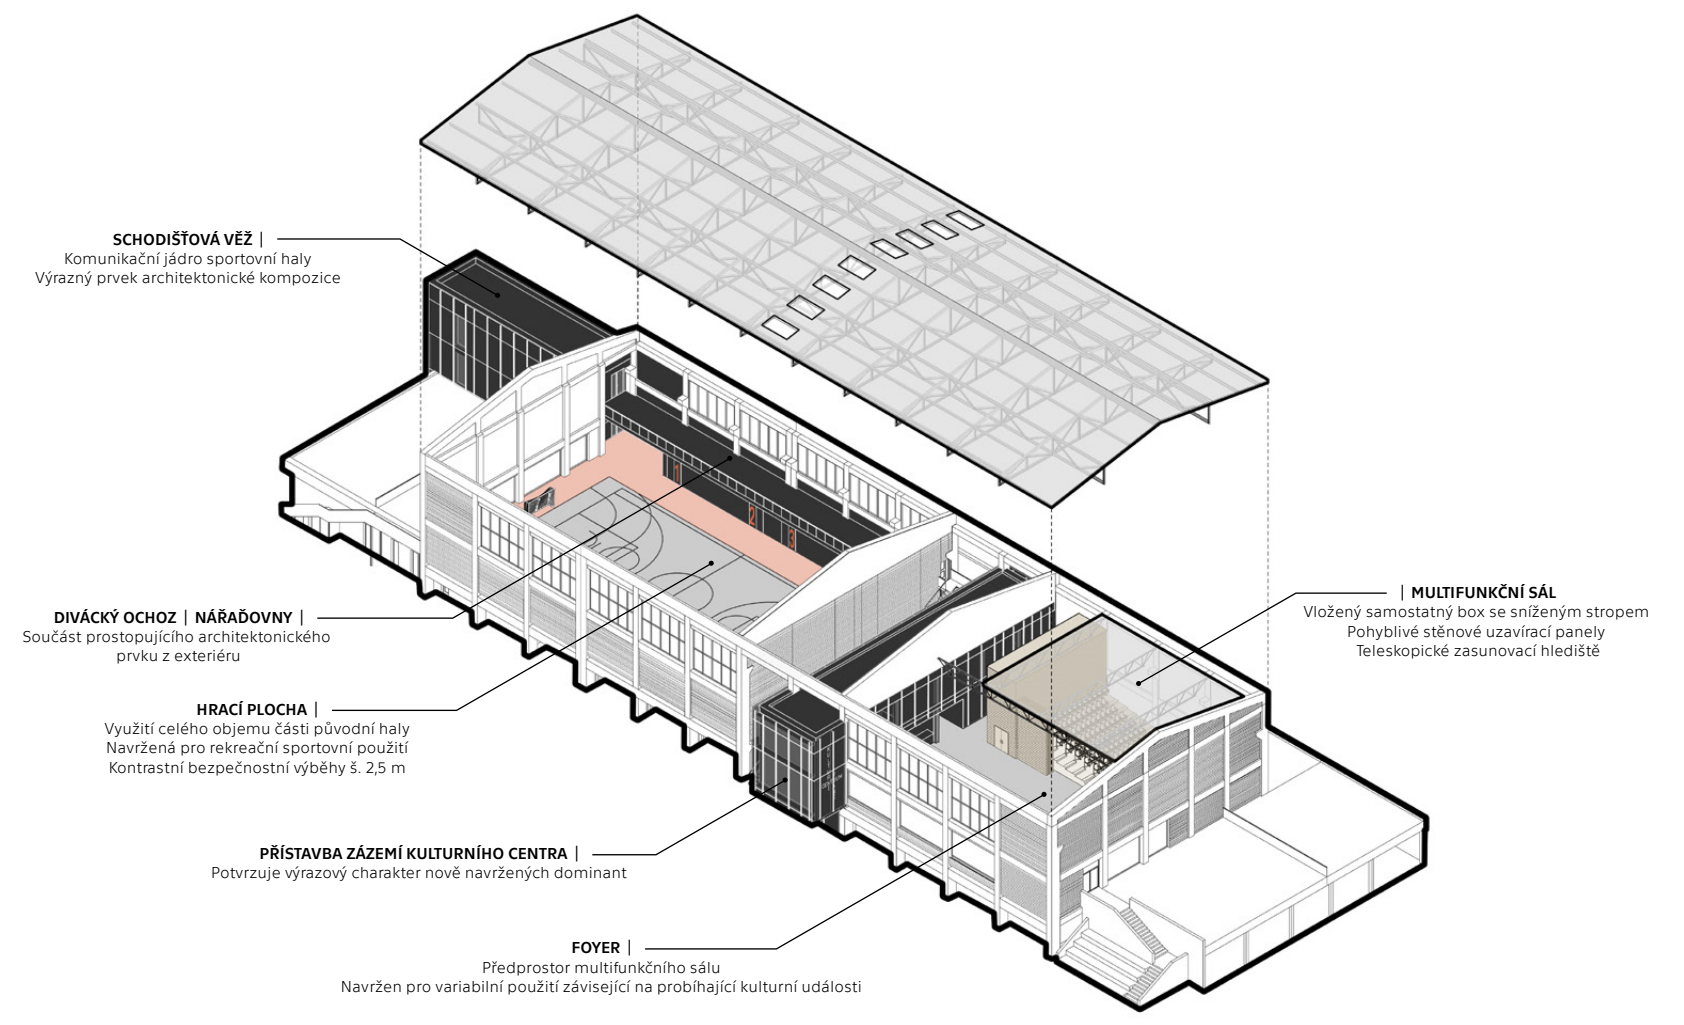 SCHODIŠŤOVÁ VĚŽ |
Komunikační jádro sportovní haly
Výrazný prvek architektonické kompozice
1
2
3
DIVÁCKÝ OCHOZ | NÁŘAĎOVNY |
Součást prostopujícího architektonického
prvku z exteriéru
| MULTIFUNKČNÍ SÁL
Vložený samostatný box se sníženým stropem
Pohyblivé stěnové uzavírací panely
Teleskopické zasunovací hlediště
HRACÍ PLOCHA |
Využití celého objemu části původní haly
Navržená pro rekreační sportovní použití
Kontrastní bezpečnostní výběhy š. 2,5 m
PŘÍSTAVBA ZÁZEMÍ KULTURNÍHO CENTRA |
Potvrzuje výrazový charakter nově navržených dominant
FOYER |
Předprostor multifunkčního sálu
Navržen pro variabilní použití závisející na probíhající kulturní události